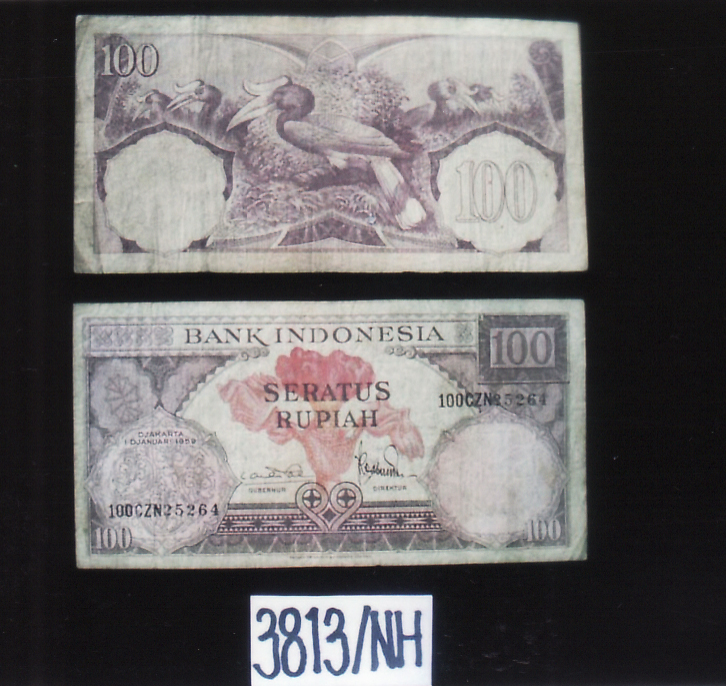 100
100
BANK INDONESIA
100
SERATUS
RUPIAH
100CZN25264
DJAKARTA
1 DJANUARI 1959
GUBERNUR
DIREKTUR
100CZN25264
100
100
3813/NH